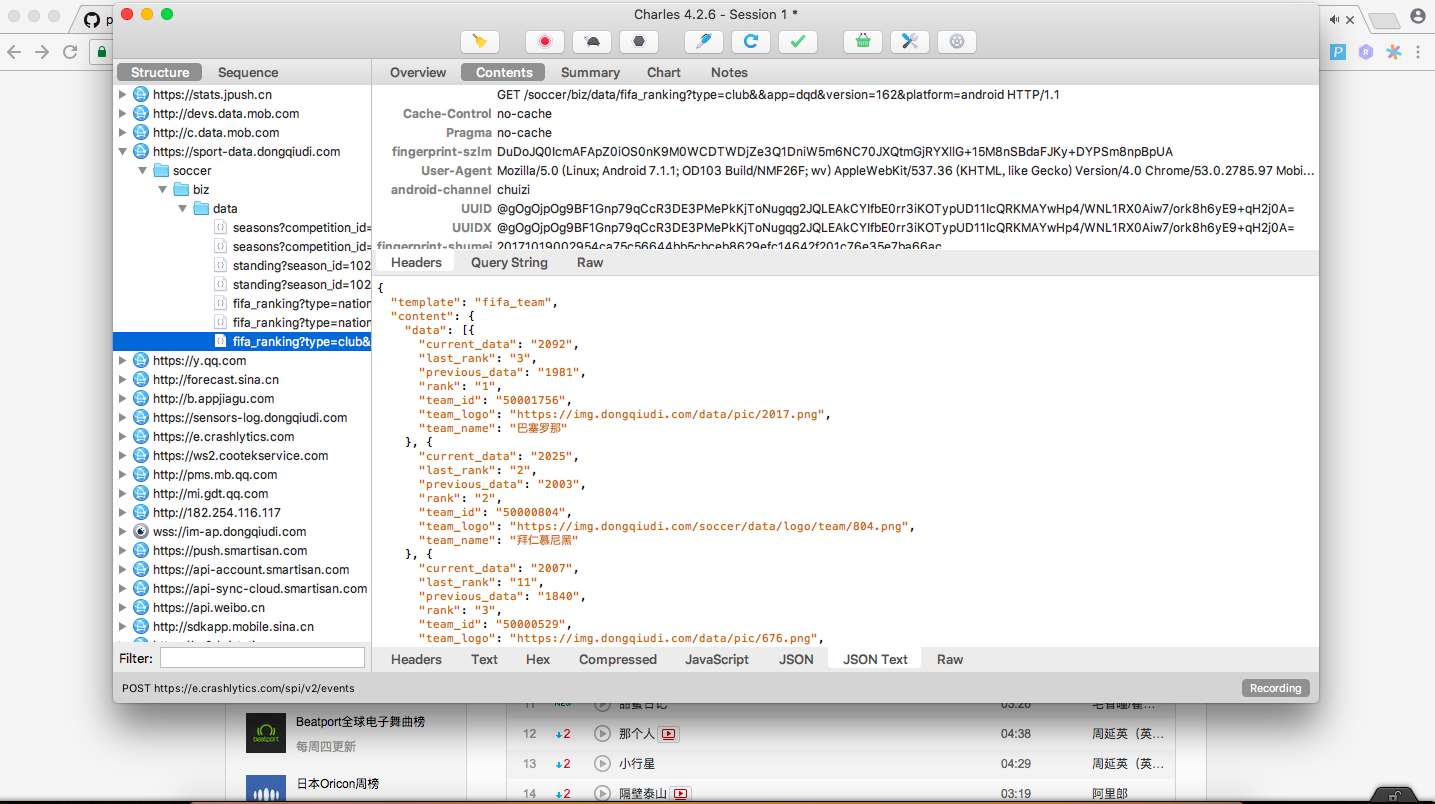 Charles 4.2.6 - Session 1 *
Structure
Sequence
Overview
Contents
Summary
Chart
Notes
https://stats.jpush.cn
http://devs.data.mob.com
http://c.data.mob.com
https://sport-data.dongqiudi.com
soccer
biz
data
seasons?competition_id=
seasons?competition_id=
standing?season_id=102
standing?season_id=102
fifa_ranking?type=nation
fifa_ranking?type=nation
fifa_ranking?type=club&
https://y.qq.com
http://forecast.sina.cn
http://b.appjiagu.com
https://sensors-log.dongqiudi.com
https://e.crashlytics.com
https://ws2.cootekservice.com
http://pms.mb.qq.com
http://mi.gdt.qq.com
http://182.254.116.117
wss://im-ap.dongqiudi.com
https://push.smartisan.com
https://api-account.smartisan.com
https://api-sync-cloud.smartisan.com
https://api.weibo.cn
http://sdkapp.mobile.sina.cn
Filter:
GET /soccer/biz/data/fifa_ranking?type=club&&app=dqd&version=162&platform=android HTTP/1.1
Cache-Control no-cache
Pragma no-cache
fingerprint-szlm DuDoJQ0IcmAFApZ0iOS0nK9M0WCDTWDjZe3Q1DniW5m6NC70JXQtmGjRYXllG+15M8nSBdaFJKy+DYPSm8npBpUA
User-Agent Mozilla/5.0 (Linux; Android 7.1.1; OD103 Build/NMF26F; wv) AppleWebKit/537.36 (KHTML, like Gecko) Version/4.0 Chrome/53.0.2785.97 Mobi...
android-channel chuizi
UUID @gOgOjpOg9BF1Gnp79qCcR3DE3PMePkKjToNugqg2JQLEAkCYIfbE0rr3iKOTypUD11IcQRKMAYwHp4/WNL1RX0Aiw7/ork8h6yE9+qH2j0A=
UUIDX @gOgOjpOg9BF1Gnp79qCcR3DE3PMePkKjToNugqg2JQLEAkCYIfbE0rr3iKOTypUD11IcQRKMAYwHp4/WNL1RX0Aiw7/ork8h6yE9+qH2j0A=
fingerprint-shumei 20171019002954ca75c56644bb5cbceb8629efc14642f201c76e35e7ba66ac
Headers
Query String
Raw
{
"template": "fifa_team",
"content": {
"data": [{
"current_data": "2092",
"last_rank": "3",
"previous_data": "1981",
"rank": "1",
"team_id": "50001756",
"team_logo": "https://img.dongqiudi.com/data/pic/2017.png",
"team_name": "巴塞罗那"
}, {
"current_data": "2025",
"last_rank": "2",
"previous_data": "2003",
"rank": "2",
"team_id": "50000804",
"team_logo": "https://img.dongqiudi.com/soccer/data/logo/team/804.png",
"team_name": "拜仁慕尼黑"
}, {
"current_data": "2007",
"last_rank": "11",
"previous_data": "1840",
"rank": "3",
"team_id": "50000529",
"team_logo": "https://img.dongqiudi.com/data/pic/676.png",
Headers
Text
Hex
Compressed
JavaScript
JSON
JSON Text
Raw
POST https://e.crashlytics.com/spi/v2/events
Recording
Beatport全球电子舞曲榜
每周四更新
日本Oricon周榜
beatport
11 NEW 甜蜜日记 03:26
12 2 那个人 04:38 周延英（英...
13 2 小行星 04:29 周延英（英...
14 2 隔壁泰山 03:19 阿里郎